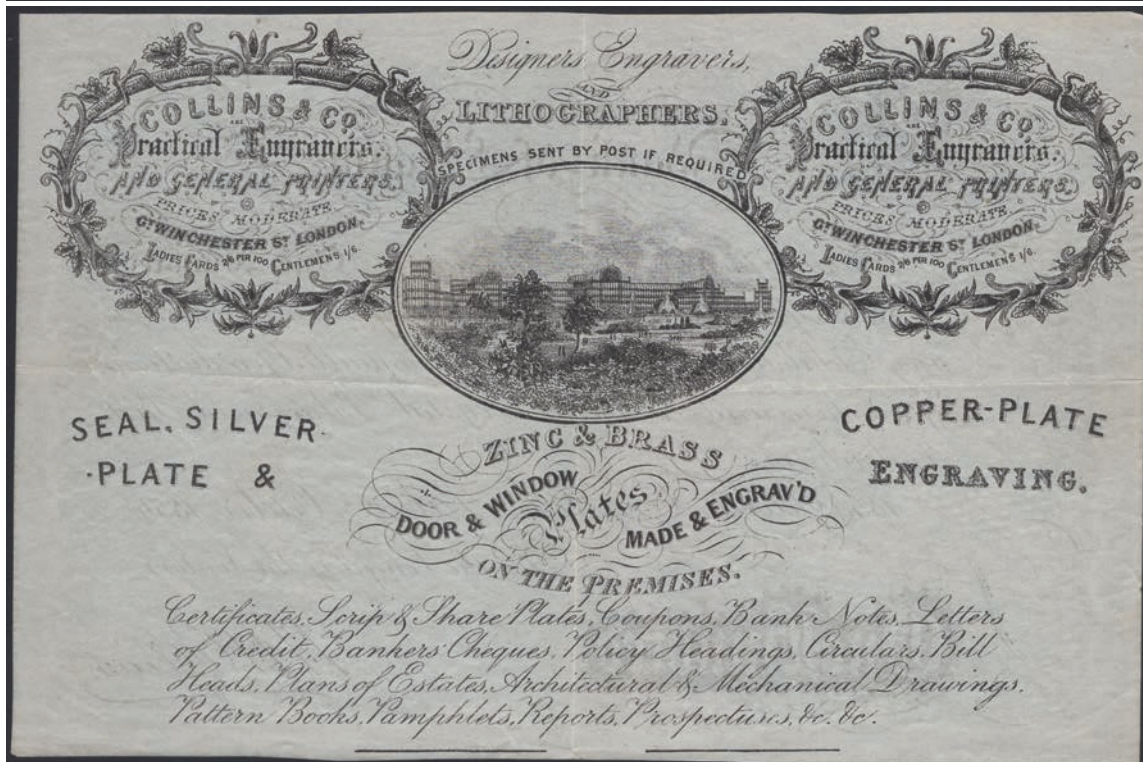 Designers, Engravers,
AND
LITHOGRAPHERS.
SPECIMENS SENT BY POST IF REQUIRED
COLLINS & CO.
Practical Engravers.
AND GENERAL PRINTERS,
PRICES MODERATE
GT. WINCHESTER ST. LONDON.
LADIES CARDS 2/6 PER 100 GENTLEMENS 1/6.
COLLINS & CO.
Practical Engravers.
AND GENERAL PRINTERS,
PRICES MODERATE
GT. WINCHESTER ST. LONDON.
LADIES CARDS 2/6 PER 100 GENTLEMENS 1/6.
SEAL, SILVER-
-PLATE &
COPPER-PLATE
ENGRAVING.
ZINC & BRASS
DOOR & WINDOW
Plates
MADE & ENGRAV'D
ON THE PREMISES.
Certificates, Scrip & Share Plates, Coupons, Bank Notes, Letters
of Credit, Bankers' Cheques, Policy Headings, Circulars, Bill
Heads, Plans of Estates, Architectural & Mechanical Drawings,
Pattern Books, Pamphlets, Reports, Prospectuses, &c. &c.